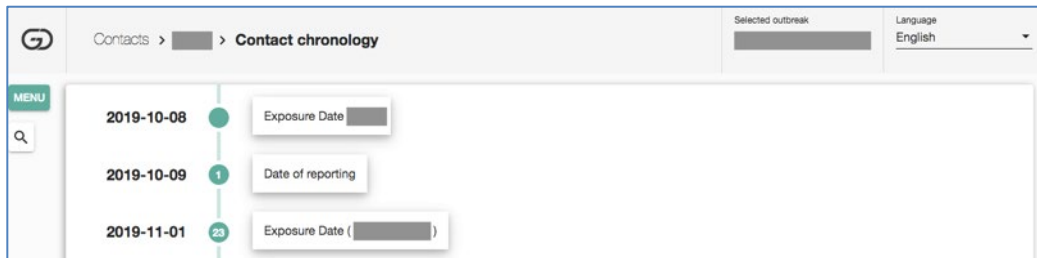 Contacts > > Contact chronology
Selected outbreak
Language
English
MENU
2019-10-08 Exposure Date
2019-10-09 1 Date of reporting
2019-11-01 23 Exposure Date ( )